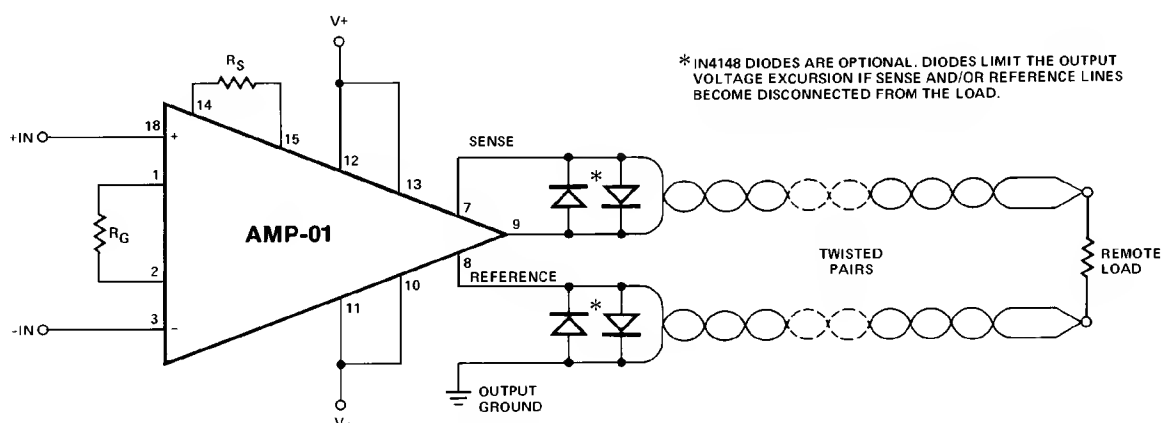 V+
RS
* IN4148 DIODES ARE OPTIONAL. DIODES LIMIT THE OUTPUT
VOLTAGE EXCURSION IF SENSE AND/OR REFERENCE LINES
BECOME DISCONNECTED FROM THE LOAD.
14
15
+IN
18
+
12
SENSE
13
1
*
7
RG
AMP-01
9
TWISTED
PAIRS
REMOTE
LOAD
8
2
REFERENCE
10
11
*
-IN
3
−
OUTPUT
GROUND
V-